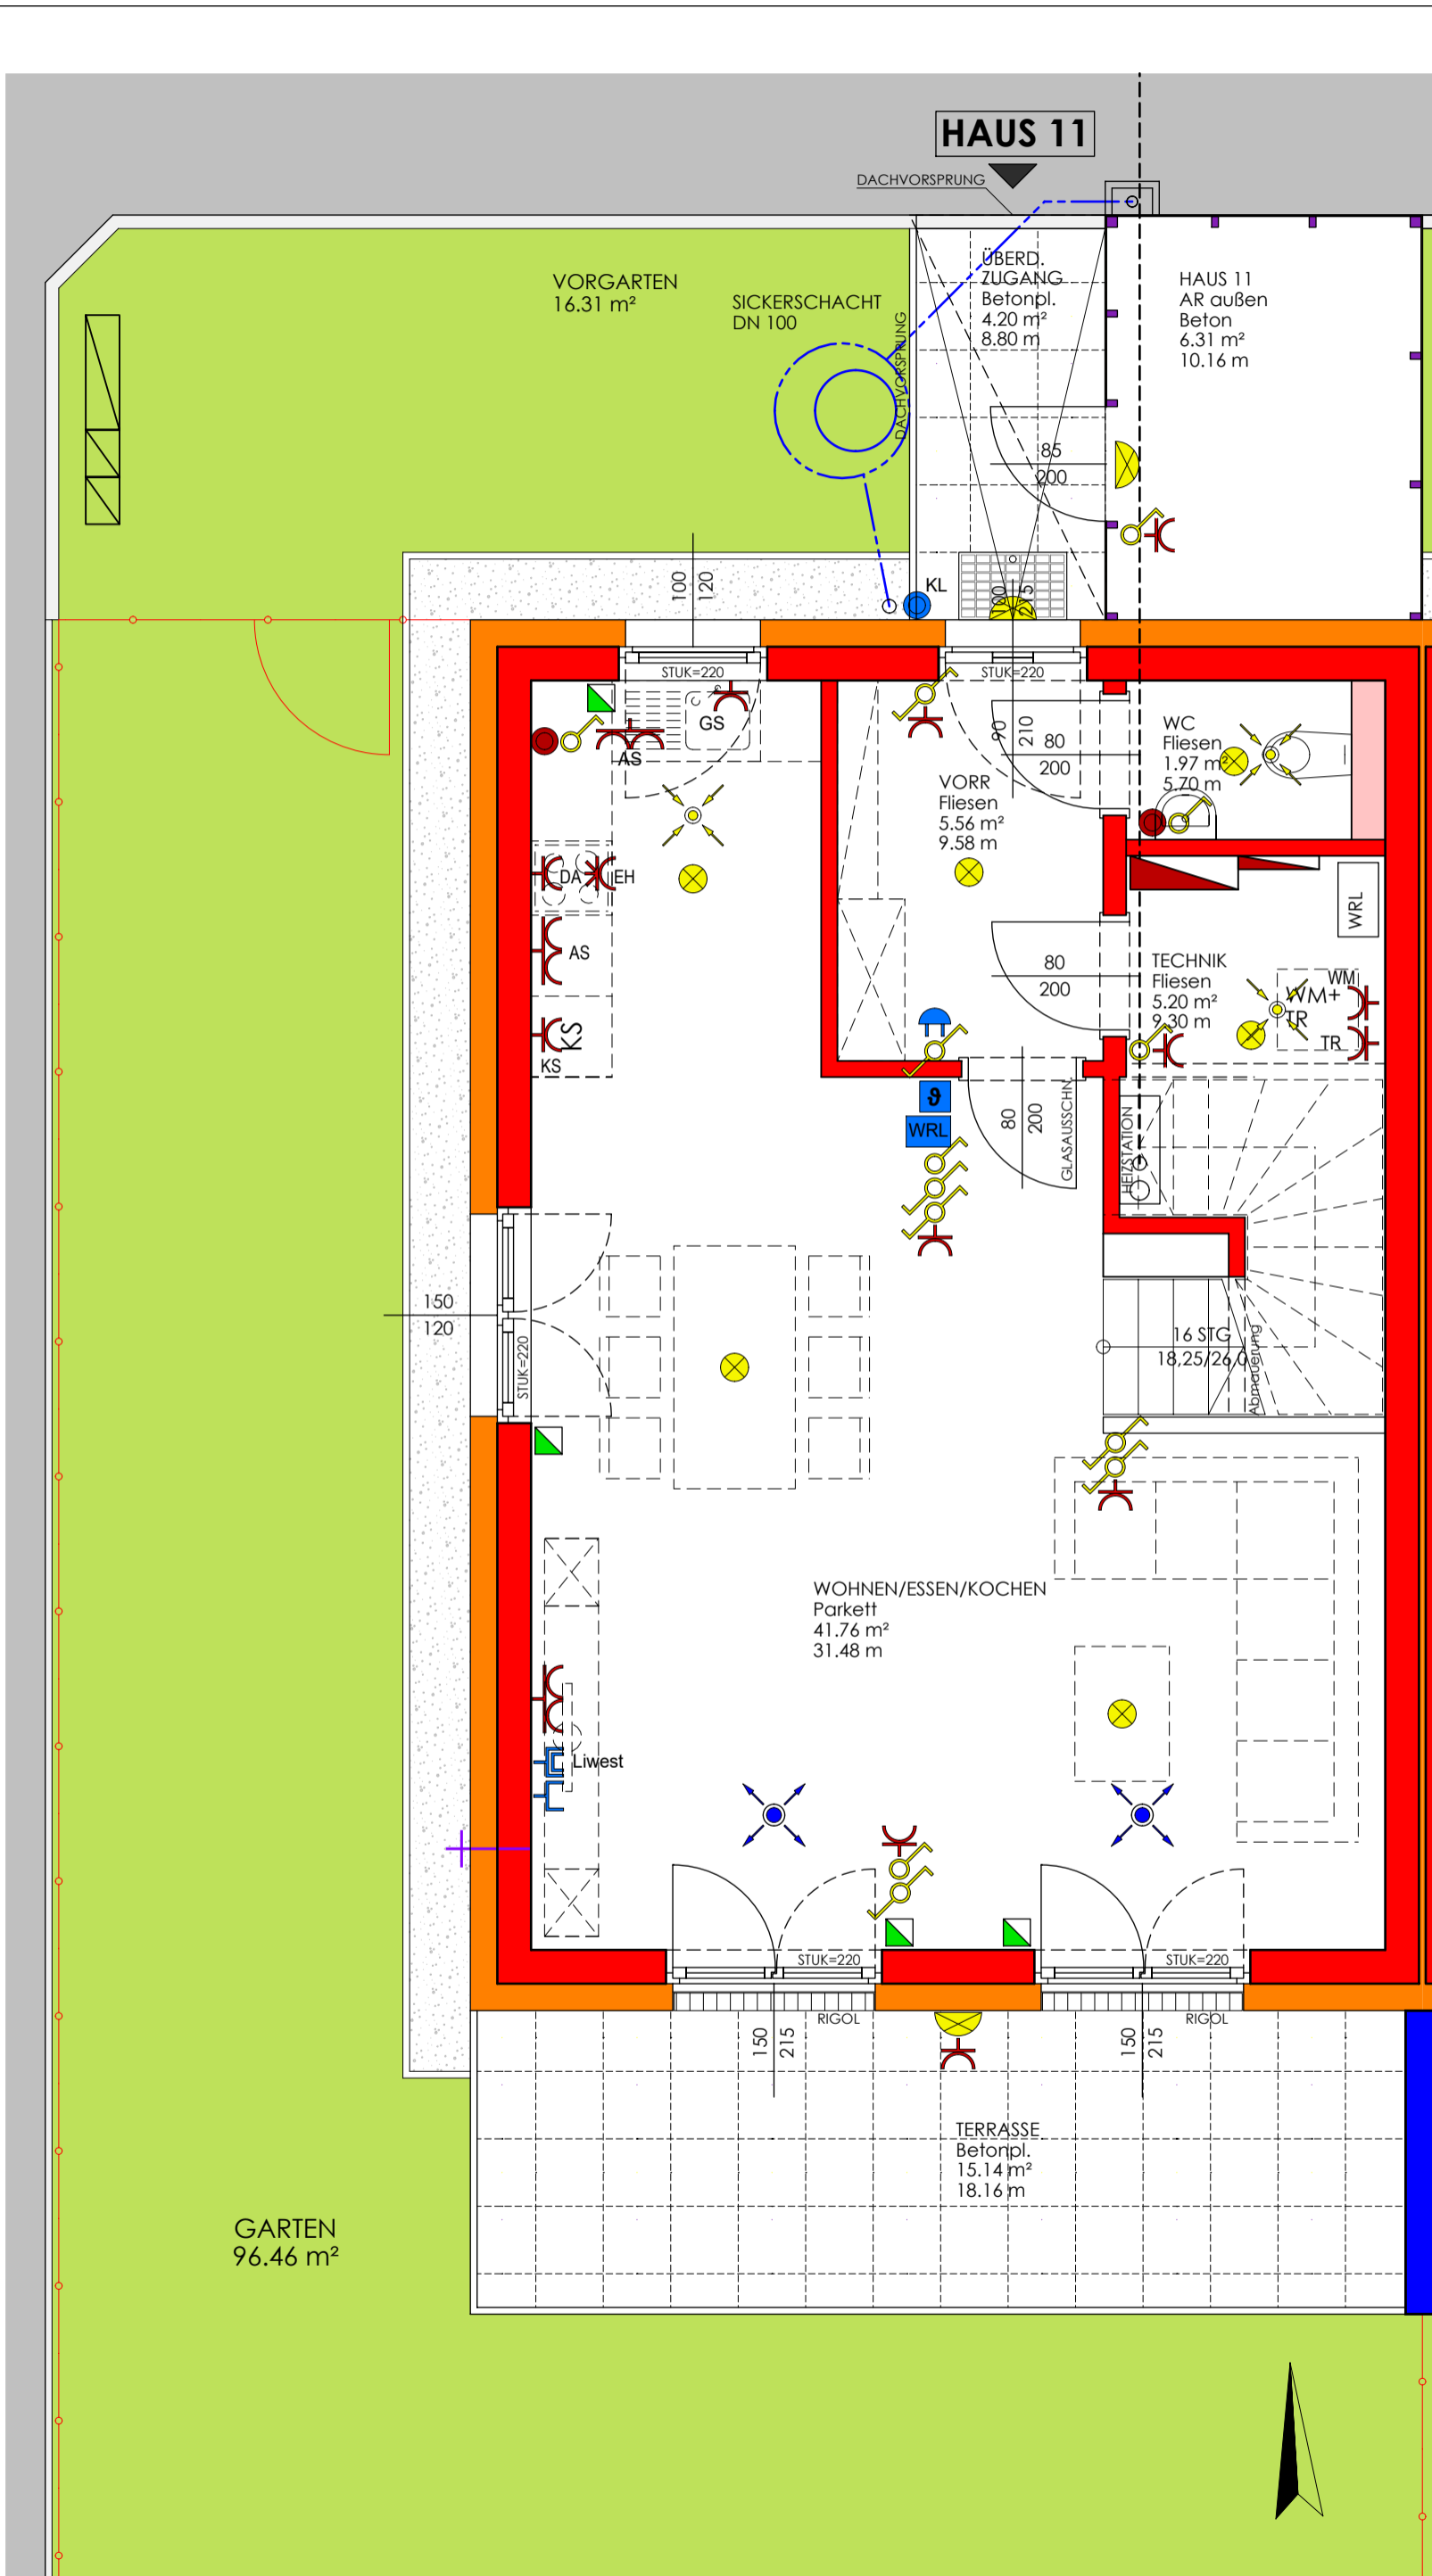 HAUS 11
DACHVORSPRUNG
VORGARTEN
16.31 m²
SICKERSCHACHT
DN 100
DACHVORSPRUNG
ÜBERD.
ZUGANG
Betonpl.
4.20 m²
8.80 m
HAUS 11
AR außen
Beton
6.31 m²
10.16 m
85
200
100
120
KL
100
215
STUK=220
STUK=220
GS
AS
90
210
80
200
WC
Fliesen
1.97 m²
5.70 m
VORR
Fliesen
5.56 m²
9.58 m
DA
EH
AS
KS
KS
WRL
80
200
TECHNIK
Fliesen
5.20 m²
9.30 m
WM
WM+
TR
TR
ϑ
WRL
80
200
GLASAUSSCHN.
HEIZSTATION
150
120
STUK=220
16 STG
18,25/26,0
Abmauerung
WOHNEN/ESSEN/KOCHEN
Parkett
41.76 m²
31.48 m
Liwest
STUK=220
STUK=220
RIGOL
RIGOL
150
215
150
215
TERRASSE
Betonpl.
15.14 m²
18.16 m
GARTEN
96.46 m²